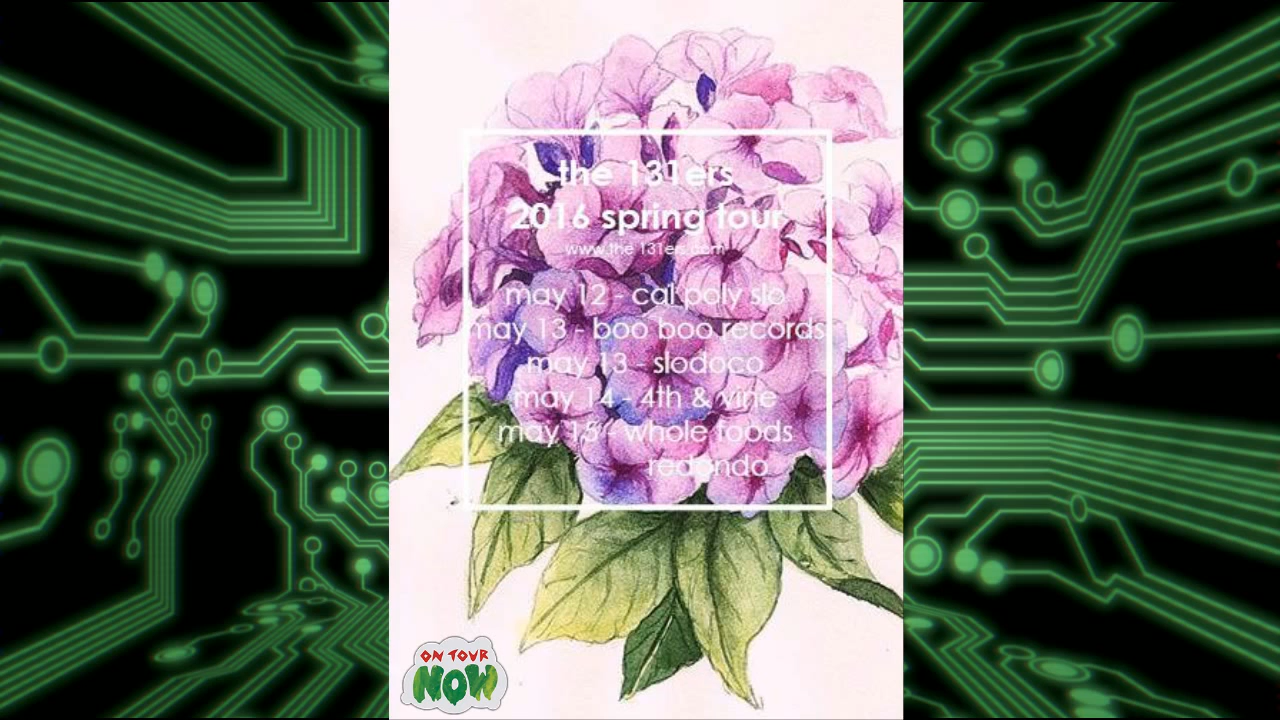 the 131ers
2016 spring tour
www.the131ers.com
may 12 - cal poly slo
may 13 - boo boo records
may 13 - slodoco
may 14 - 4th & vine
may 15 - whole foods
redondo
ON TOUR
NOW